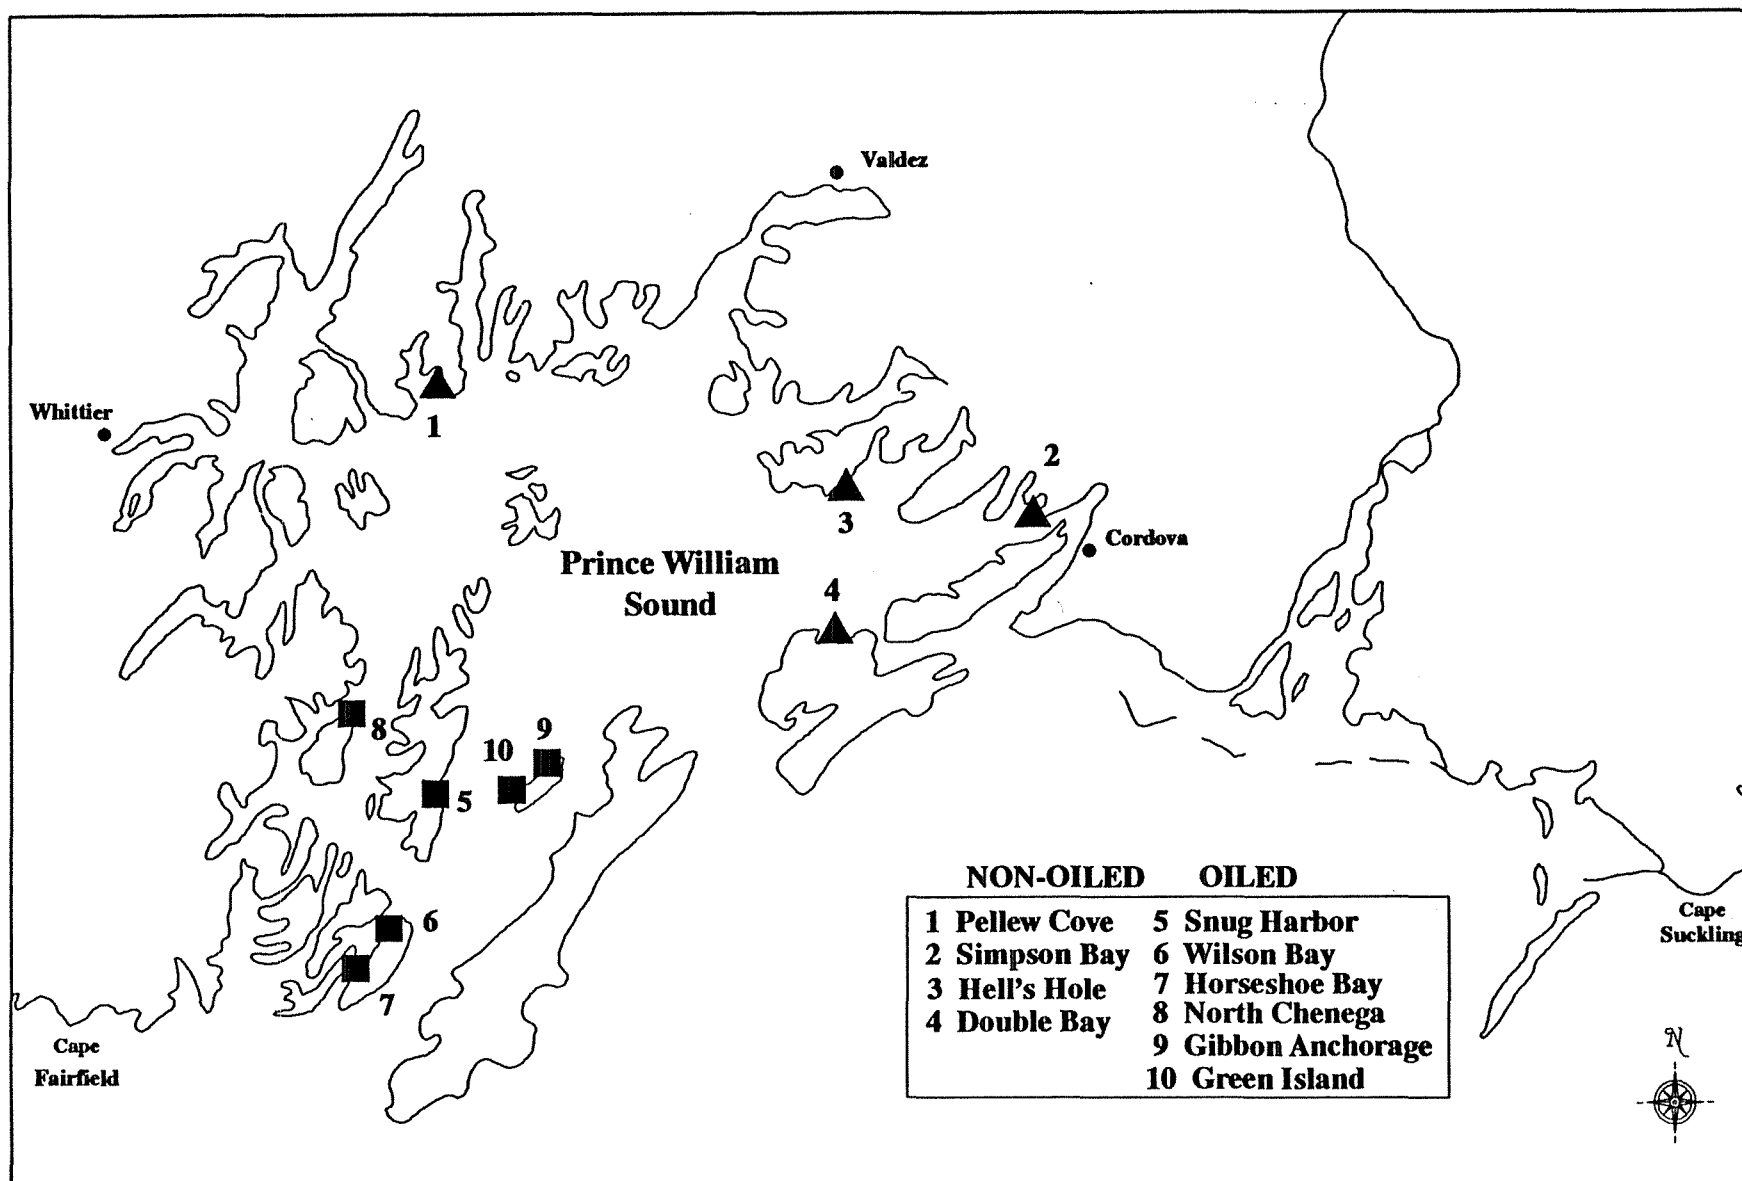 Valdez
Whittier
1
2
3
Cordova
Prince William
Sound
4
8
9
10
5
6
7
NON-OILED OILED
1 Pellew Cove 5 Snug Harbor
2 Simpson Bay 6 Wilson Bay
3 Hell's Hole 7 Horseshoe Bay
4 Double Bay 8 North Chenega
9 Gibbon Anchorage
10 Green Island
Cape
Suckling
Cape
Fairfield
N